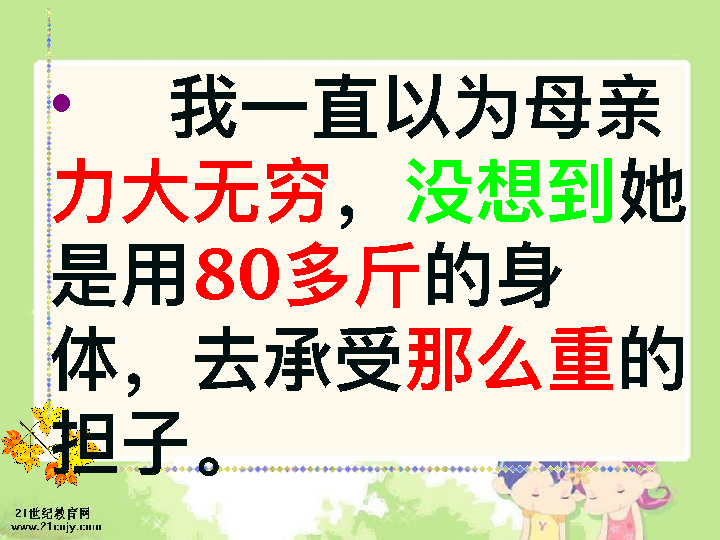 • 我一直以为母亲
力大无穷，没想到她
是用80多斤的身
体，去承受那么重的
担子。
21世纪教育网
www.21cnjy.com